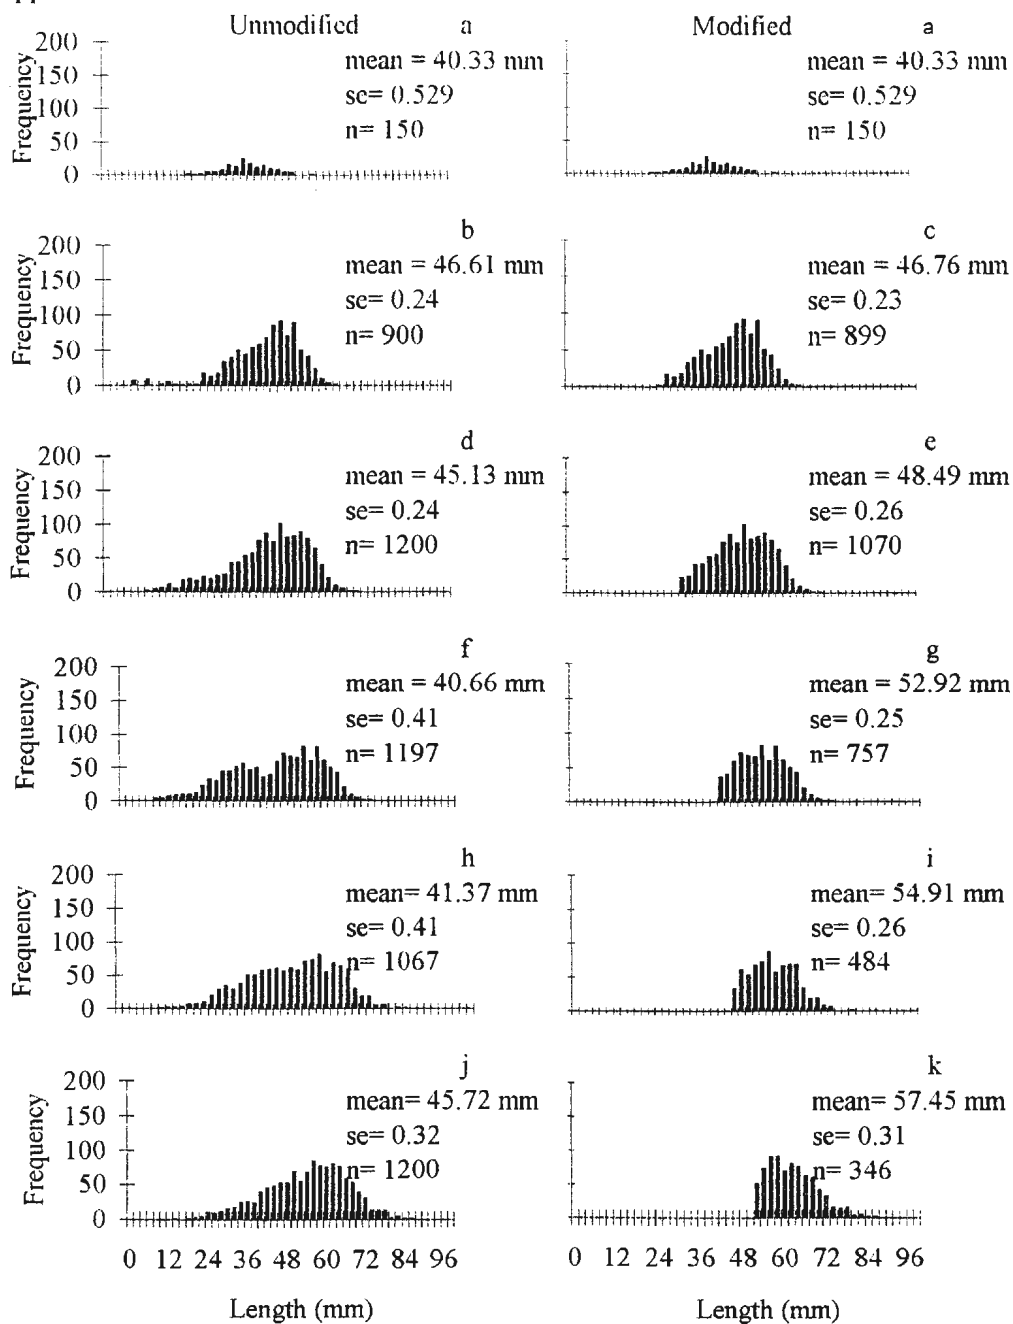 Unmodified a Modified a
200 mean = 40.33 mm mean = 40.33 mm
150 se= 0.529 se= 0.529
100 n= 150 n= 150
50
0
Frequency
b c
200 mean = 46.61 mm mean = 46.76 mm
150 se= 0.24 se= 0.23
100 n= 900 n= 899
50
0
Frequency
d e
200 mean = 45.13 mm mean = 48.49 mm
150 se= 0.24 se= 0.26
100 n= 1200 n= 1070
50
0
Frequency
f g
200 mean = 40.66 mm mean = 52.92 mm
150 se= 0.41 se= 0.25
100 n= 1197 n= 757
50
0
Frequency
h i
200 mean= 41.37 mm mean= 54.91 mm
150 se= 0.41 se= 0.26
100 n= 1067 n= 484
50
0
Frequency
j k
200 mean= 45.72 mm mean= 57.45 mm
150 se= 0.32 se= 0.31
100 n= 1200 n= 346
50
0
Frequency
0 12 24 36 48 60 72 84 96 0 12 24 36 48 60 72 84 96
Length (mm) Length (mm)